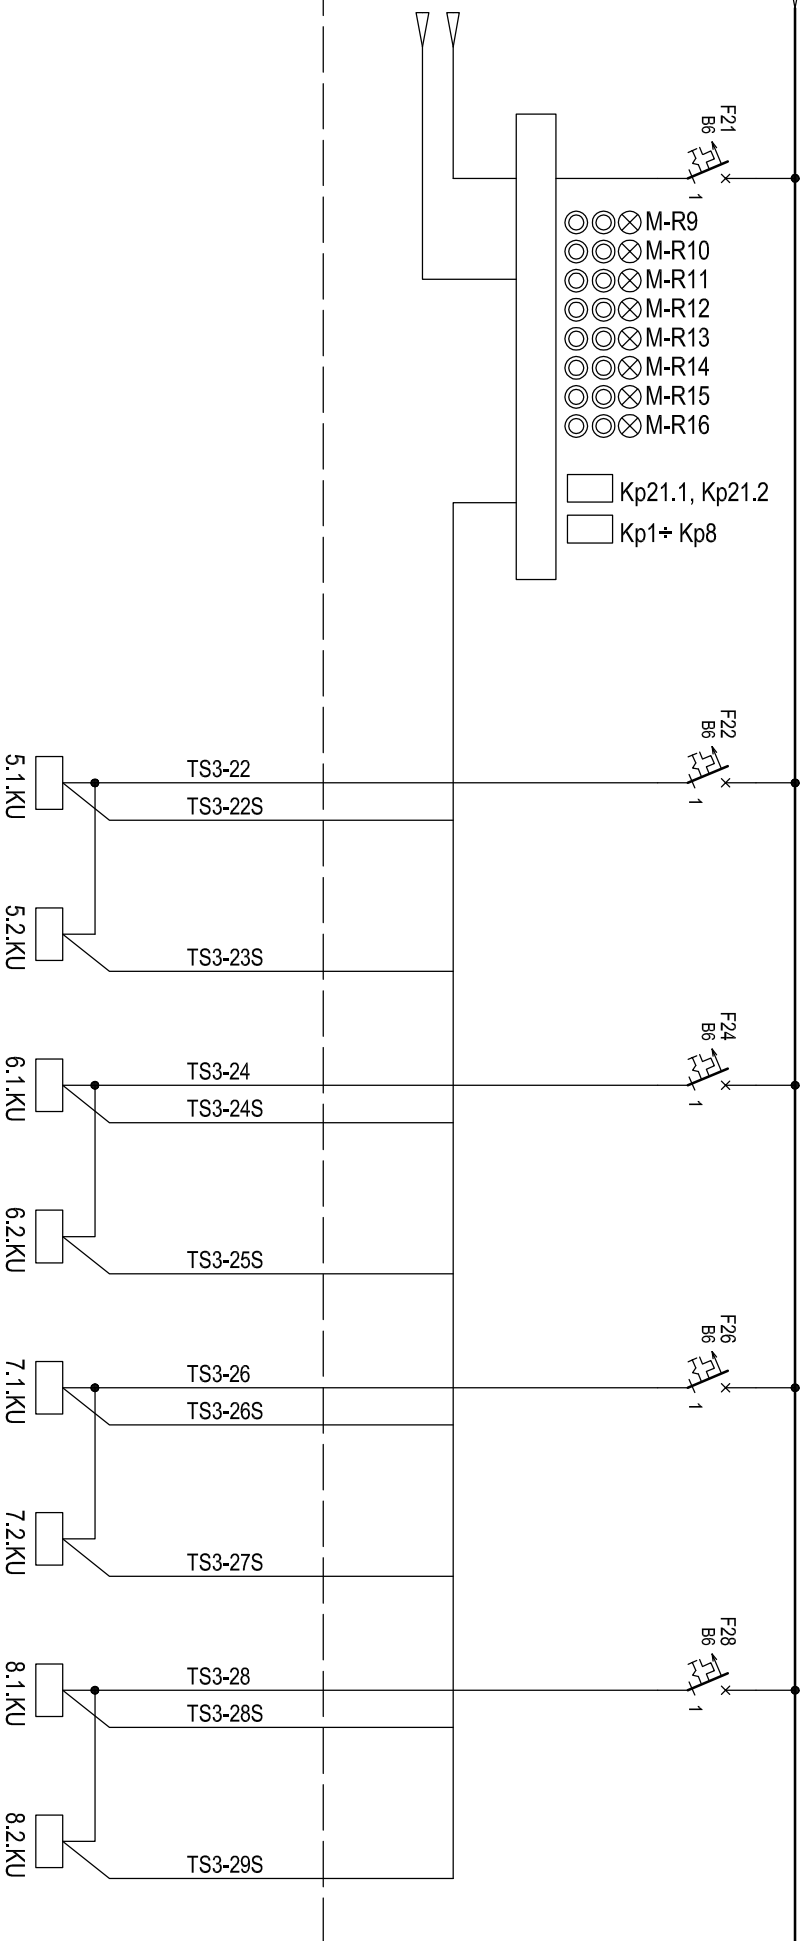 F21
B6
1
M-R9
M-R10
M-R11
M-R12
M-R13
M-R14
M-R15
M-R16
Kp21.1, Kp21.2
Kp1÷ Kp8
F22
B6
1
TS3-22
TS3-22S
5.1.KU
5.2.KU
TS3-23S
F24
B6
1
TS3-24
TS3-24S
6.1.KU
6.2.KU
TS3-25S
F26
B6
1
TS3-26
TS3-26S
7.1.KU
7.2.KU
TS3-27S
F28
B6
1
TS3-28
TS3-28S
8.1.KU
8.2.KU
TS3-29S